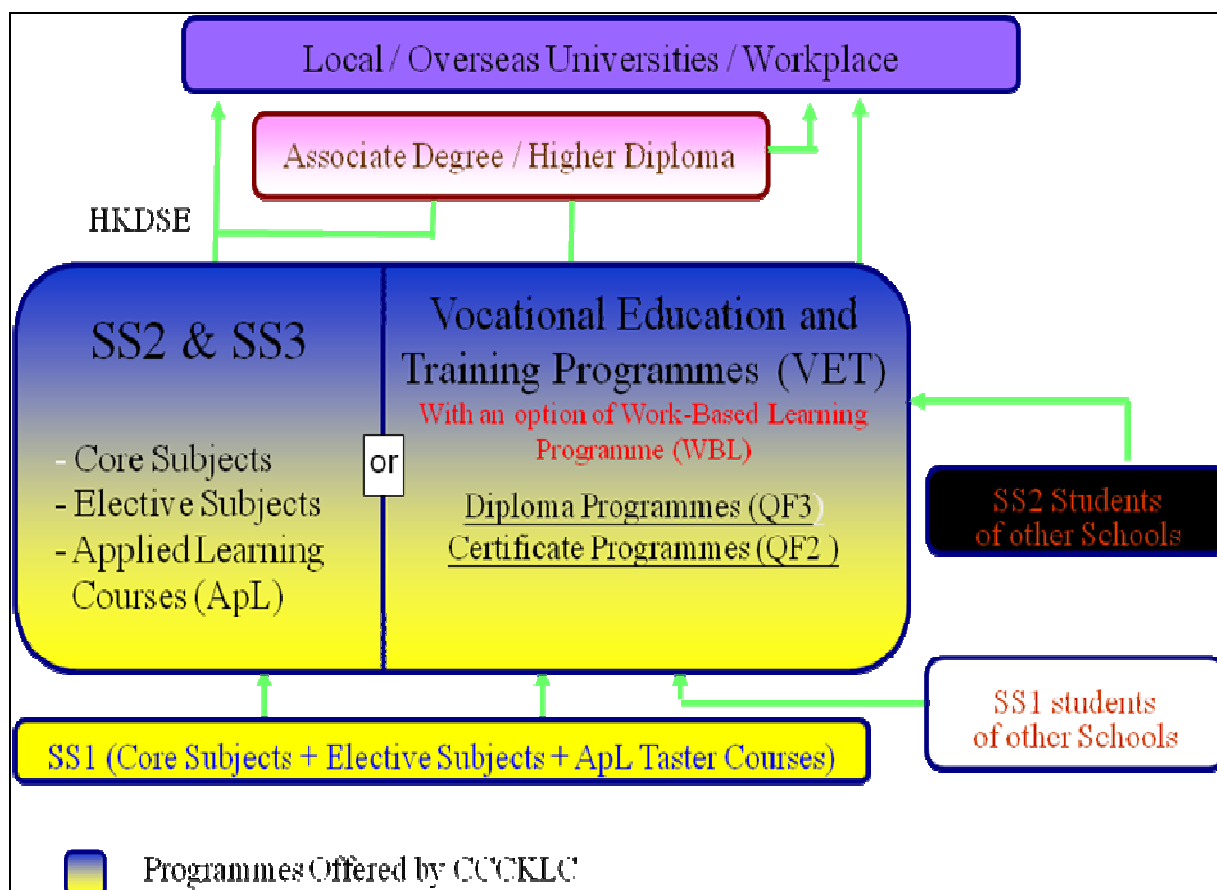 Local / Overseas Universities / Workplace
Associate Degree / Higher Diploma
HKDSE
SS2 & SS3
- Core Subjects
- Elective Subjects
- Applied Learning
Courses (ApL)
or
Vocational Education and
Training Programmes (VET)
With an option of Work-Based Learning
Programme (WBL)
Diploma Programmes (QF3)
Certificate Programmes (QF2 )
SS2 Students
of other Schools
SS1 students
of other Schools
SS1 (Core Subjects + Elective Subjects + ApL Taster Courses)
Programmes Offered by CCCKLC